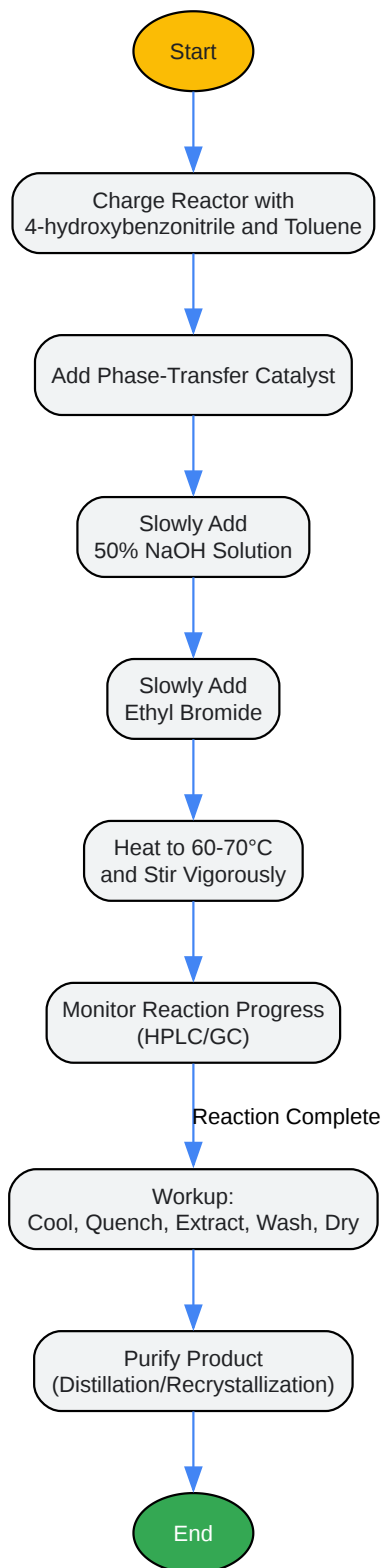 Start
Charge Reactor with
4-hydroxybenzonitrile and Toluene
Add Phase-Transfer Catalyst
Slowly Add
50% NaOH Solution
Slowly Add
Ethyl Bromide
Heat to 60-70°C
and Stir Vigorously
Monitor Reaction Progress
(HPLC/GC)
Reaction Complete
Workup:
Cool, Quench, Extract, Wash, Dry
Purify Product
(Distillation/Recrystallization)
End